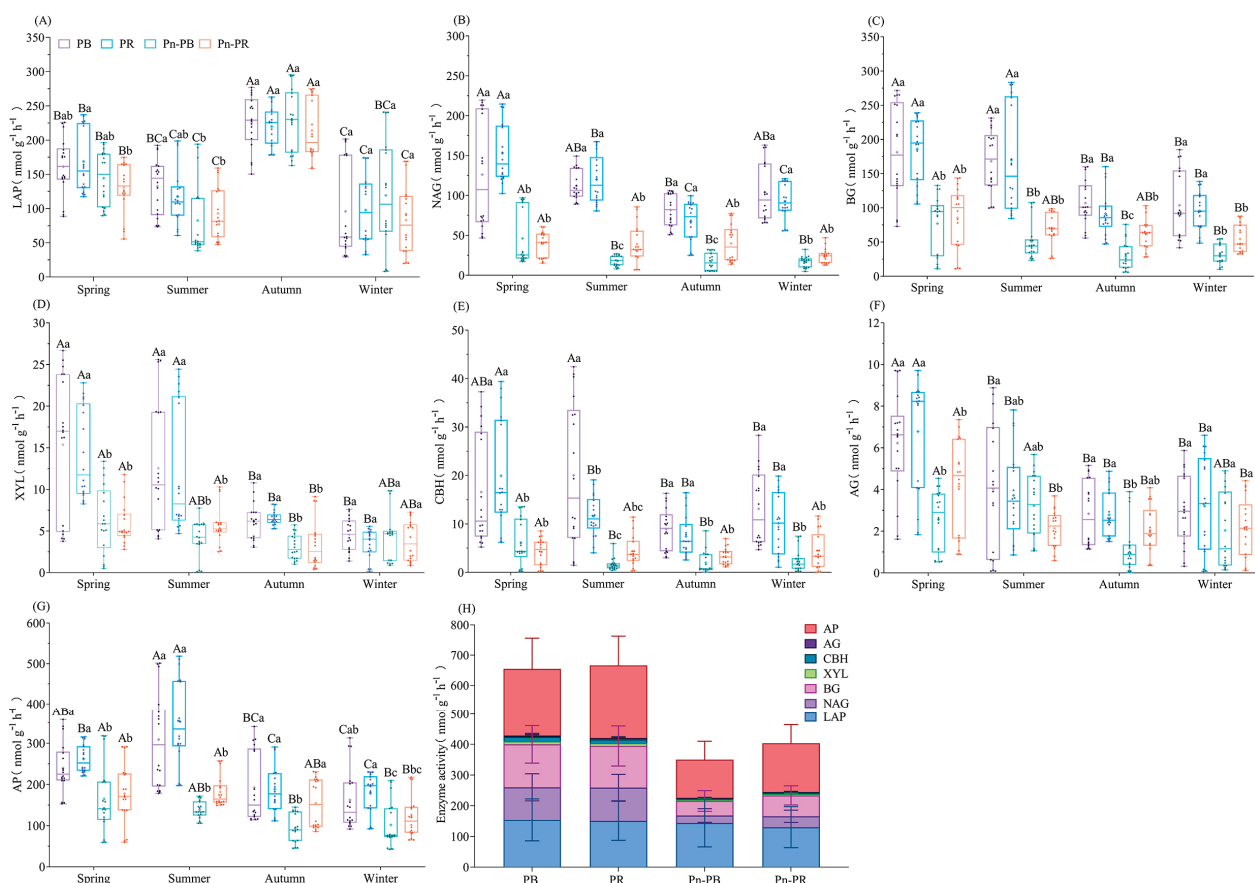 (A)
350
300
250
200
150
100
50
0
LAP ( nmol g⁻¹ h⁻¹ )
PB PR Pn-PB Pn-PR
Bab Ba Bab Bb BCa Cab Cb Cb Aa Aa Aa Aa Ca Ca BCa Ca
Spring Summer Autumn Winter
(B)
300
250
200
150
100
50
0
NAG ( nmol g⁻¹ h⁻¹ )
Aa Aa Ab Ab ABa Ba Bc Ab Ba Ca Bc Ab ABa Ca Bb Bb
Spring Summer Autumn Winter
(C)
350
300
250
200
150
100
50
0
BG ( nmol g⁻¹ h⁻¹ )
Aa Aa Ab Ab Aa Aa Bb ABb Ba Ba Bc ABb Ba Ba Bb Bb
Spring Summer Autumn Winter
(D)
30
25
20
15
10
5
0
XYL ( nmol g⁻¹ h⁻¹ )
Aa Aa Ab Ab Aa Aa ABb Ab Ba Ba Bb Bb Ba Ba ABa ABa
Spring Summer Autumn Winter
(E)
50
40
30
20
10
0
CBH ( nmol g⁻¹ h⁻¹ )
ABa Aa Ab Ab Aa Bb Bc Abc Ba Ba Bb Ab Ba Ba Bb Ab
Spring Summer Autumn Winter
(F)
12
10
8
6
4
2
0
AG ( nmol g⁻¹ h⁻¹ )
Aa Aa Ab Ab Ba Bab Aab Bb Ba Ba Bb Ab Ba Ba ABa Ba
Spring Summer Autumn Winter
(G)
600
500
400
300
200
100
0
AP ( nmol g⁻¹ h⁻¹ )
ABa Ba Ab Ab Aa Aa ABb Ab BCa Ca Bb ABa Cab Ca Bc Bbc
Spring Summer Autumn Winter
(H)
800
700
600
500
400
300
200
100
0
Enzyme activity ( nmol g⁻¹ h⁻¹ )
AP
AG
CBH
XYL
BG
NAG
LAP
PB PR Pn-PB Pn-PR